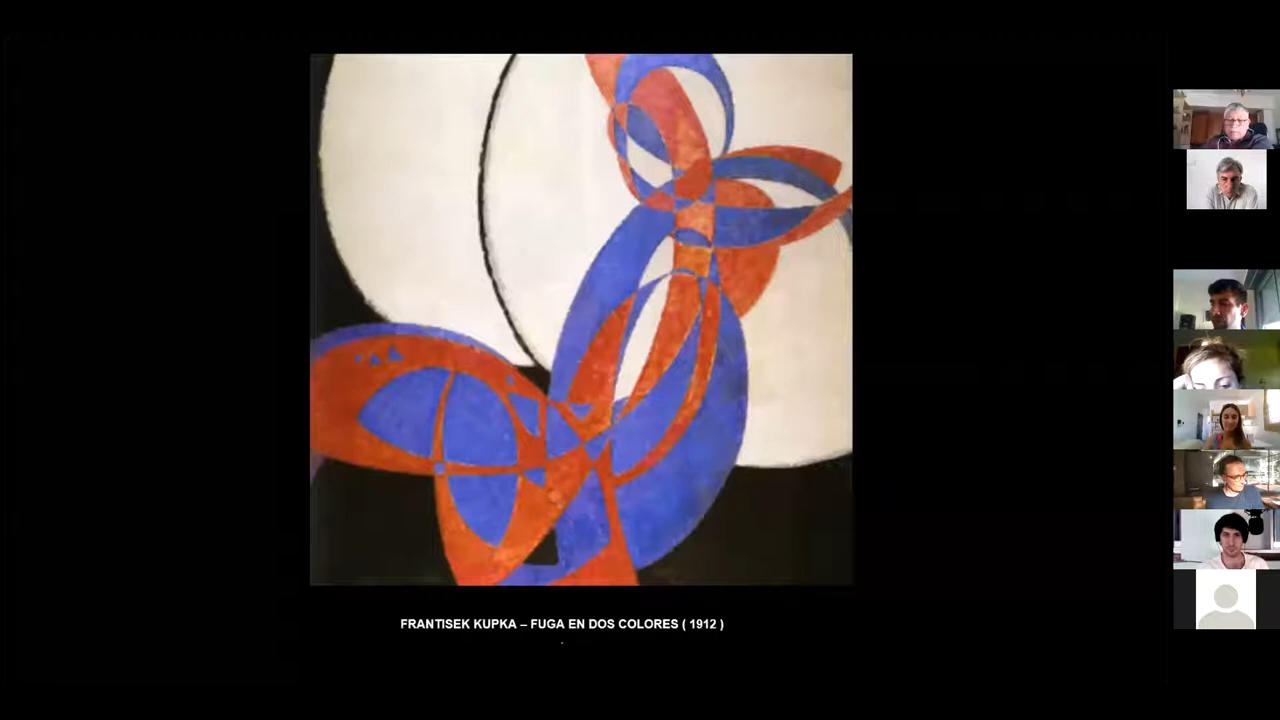 FRANTISEK KUPKA – FUGA EN DOS COLORES ( 1912 )